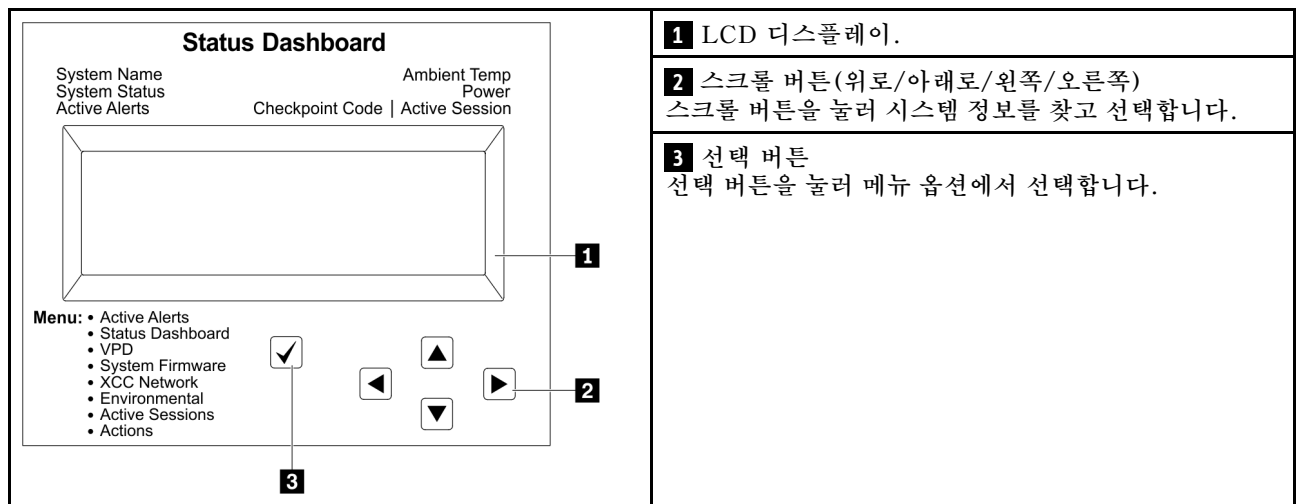 Status Dashboard
System Name
System Status
Active Alerts
Ambient Temp
Power
Checkpoint Code | Active Session
1
Menu: • Active Alerts
• Status Dashboard
• VPD
• System Firmware
• XCC Network
• Environmental
• Active Sessions
• Actions
2
3
1 LCD 디스플레이.
2 스크롤 버튼(위로/아래로/왼쪽/오른쪽)
스크롤 버튼을 눌러 시스템 정보를 찾고 선택합니다.
3 선택 버튼
선택 버튼을 눌러 메뉴 옵션에서 선택합니다.